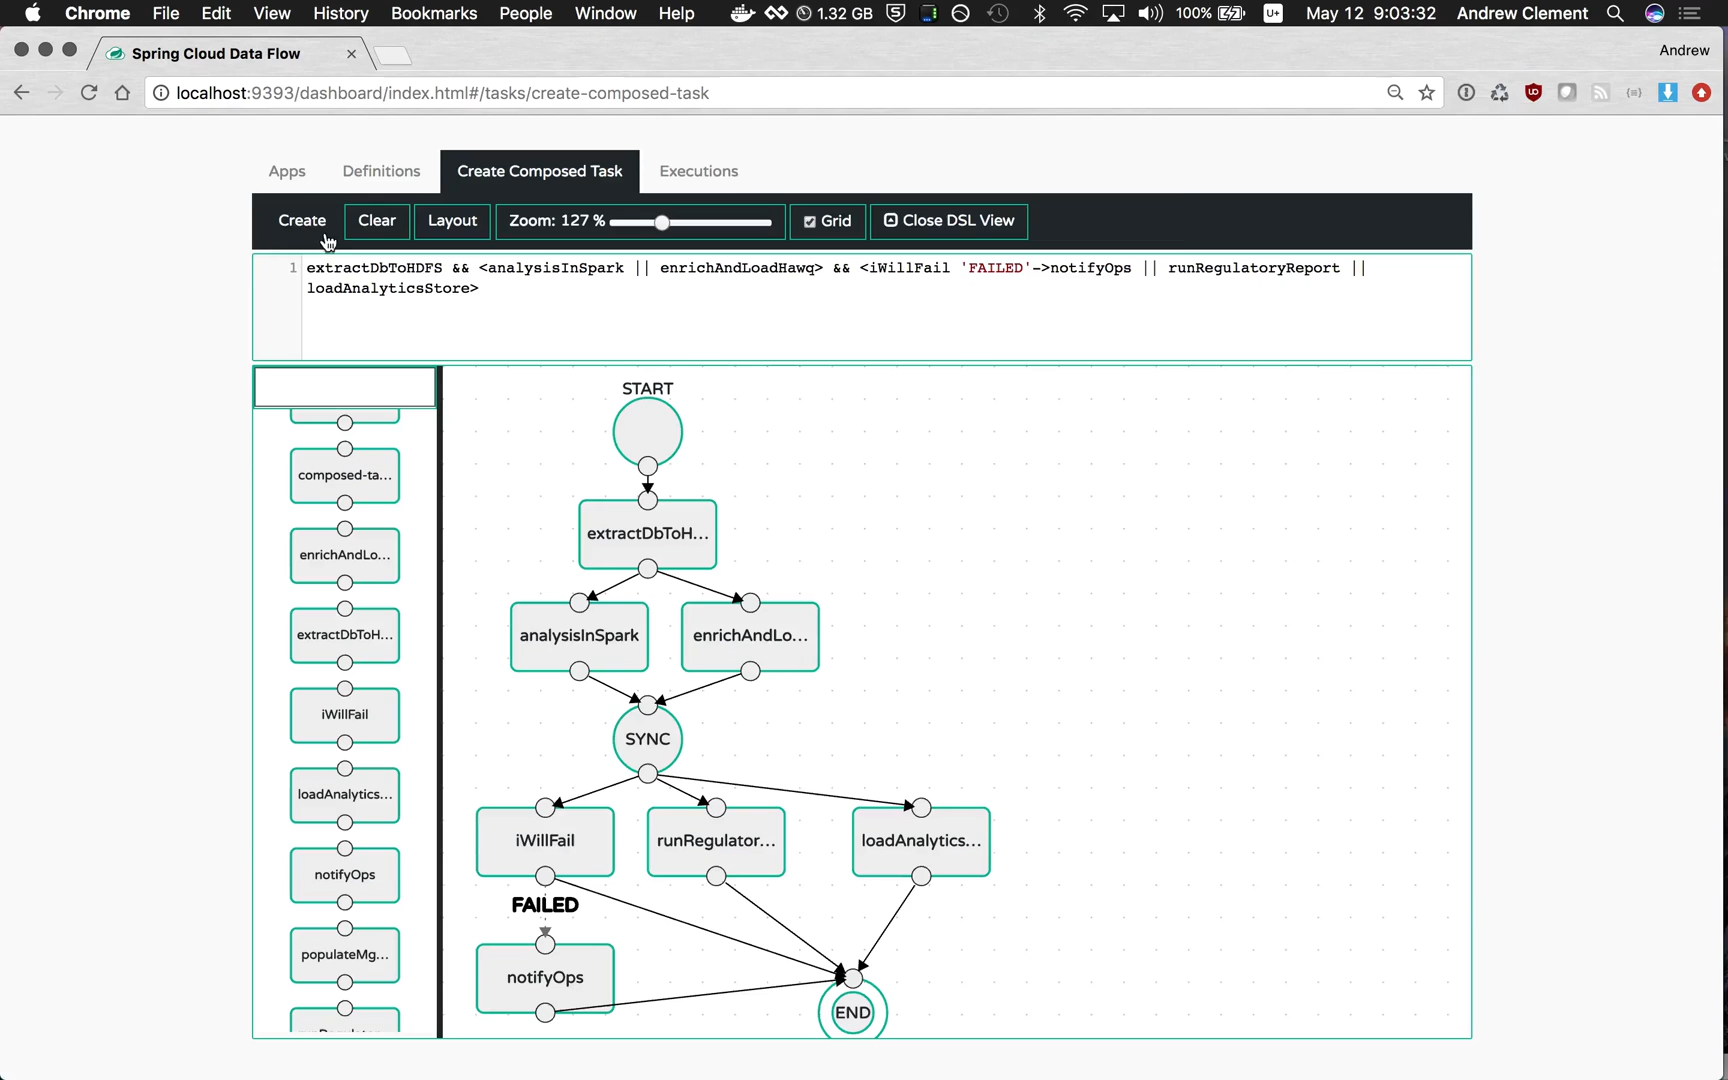 Chrome File Edit View History Bookmarks People Window Help 1.32 GB 100% U+ May 12 9:03:32 Andrew Clement
Spring Cloud Data Flow
Andrew
localhost:9393/dashboard/index.html#/tasks/create-composed-task
Apps Definitions Create Composed Task Executions
Create Clear Layout Zoom: 127 % Grid Close DSL View
1 extractDbToHDFS && <analysisInSpark || enrichAndLoadHawq> && <iWillFail 'FAILED'->notifyOps || runRegulatoryReport ||
loadAnalyticsStore>
composed-ta...
enrichAndLo...
extractDbToH...
iWillFail
loadAnalytics...
notifyOps
populateMg...
START
extractDbToH...
analysisInSpark enrichAndLo...
SYNC
iWillFail runRegulator... loadAnalytics...
FAILED
notifyOps
END